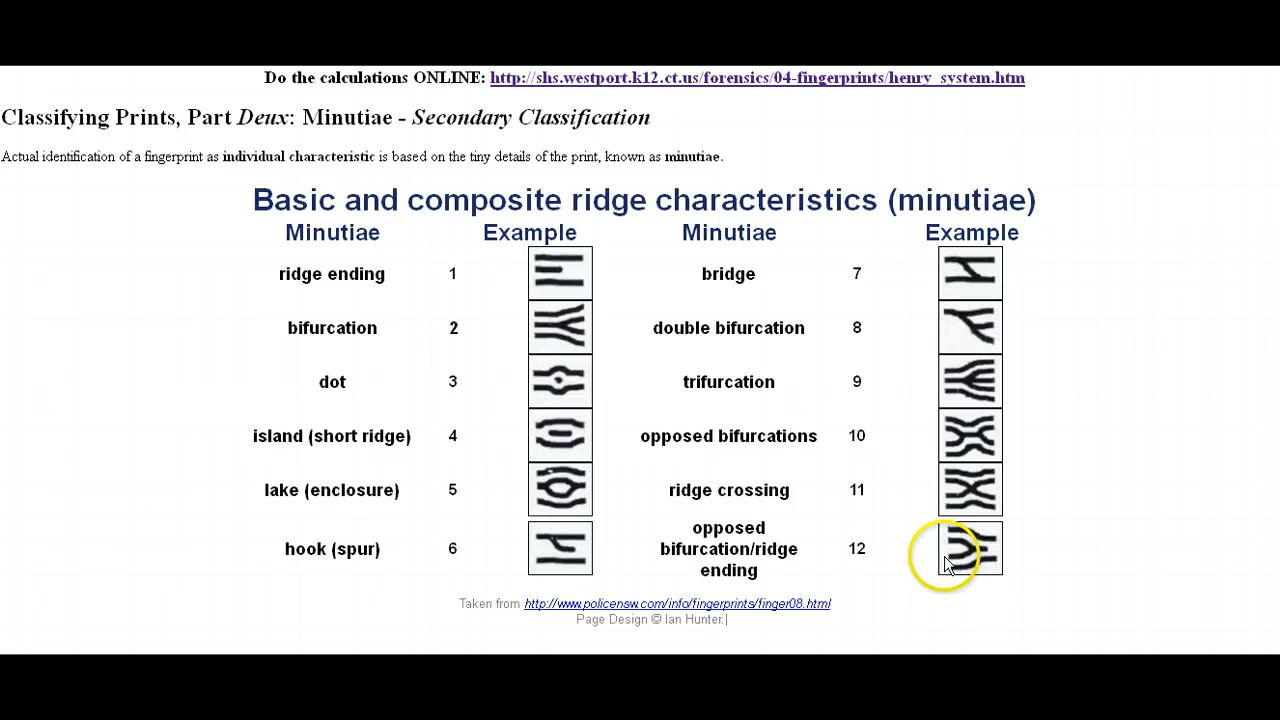 Do the calculations ONLINE: http://shs.westport.k12.ct.us/forensics/04-fingerprints/henry_system.htm
Classifying Prints, Part Deux: Minutiae - Secondary Classification
Actual identification of a fingerprint as individual characteristic is based on the tiny details of the print, known as minutiae.
Basic and composite ridge characteristics (minutiae)
Minutiae Example Minutiae Example
ridge ending 1 bridge 7
bifurcation 2 double bifurcation 8
dot 3 trifurcation 9
island (short ridge) 4 opposed bifurcations 10
lake (enclosure) 5 ridge crossing 11
hook (spur) 6 opposed bifurcation/ridge ending 12
Taken from http://www.policensw.com/info/fingerprints/finger08.html
Page Design © Ian Hunter.|